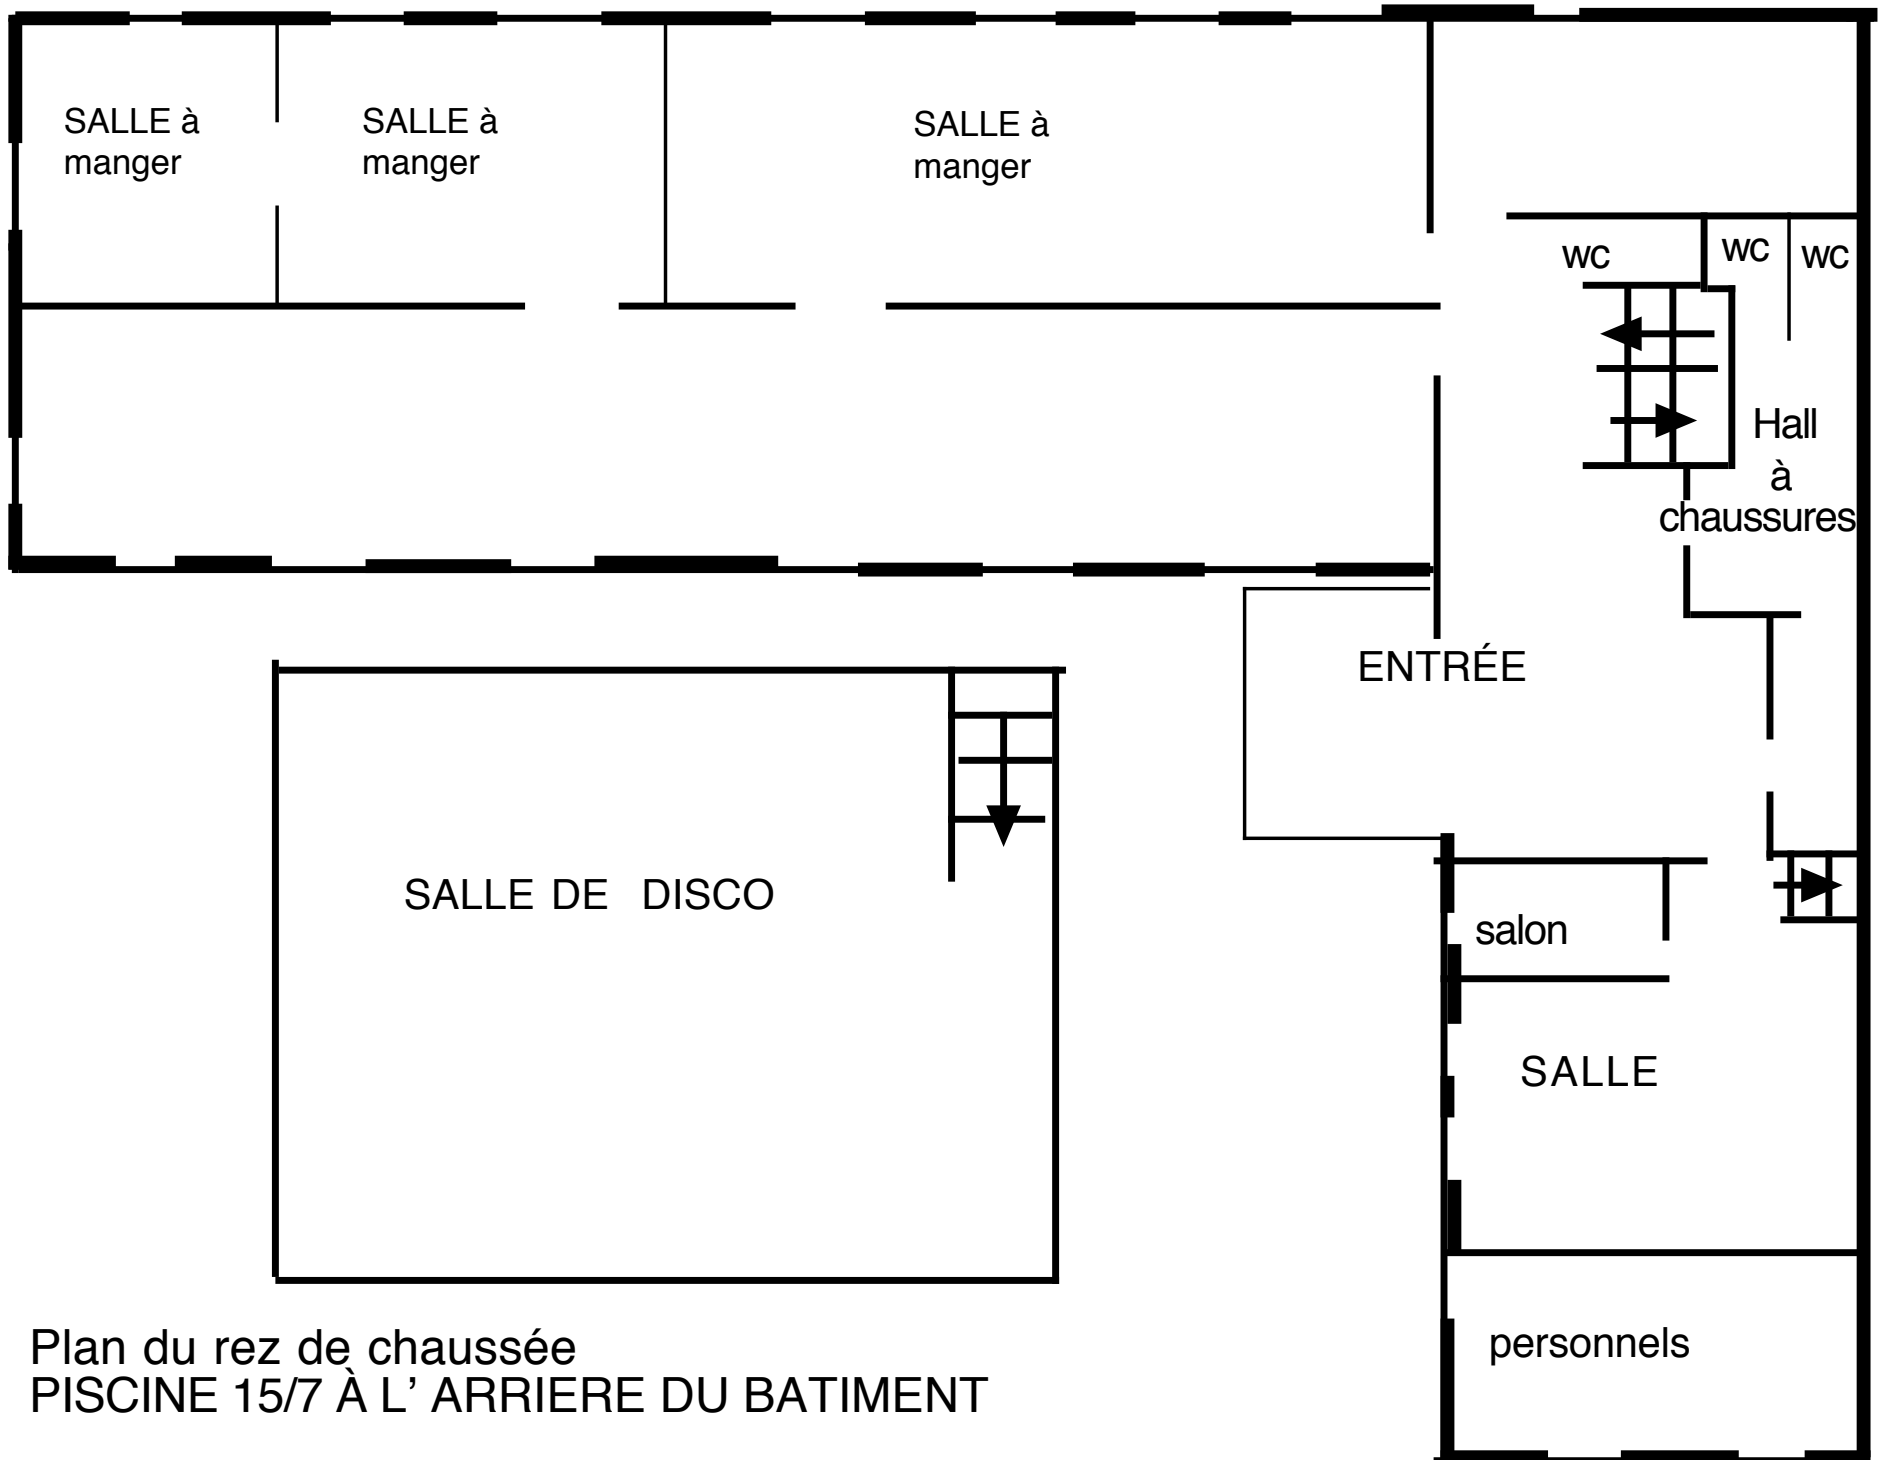 SALLE à
manger
SALLE à
manger
SALLE à
manger
wc
wc
wc
Hall
à
chaussures
ENTRÉE
SALLE DE DISCO
salon
SALLE
personnels
Plan du rez de chaussée
PISCINE 15/7 À L' ARRIERE DU BATIMENT